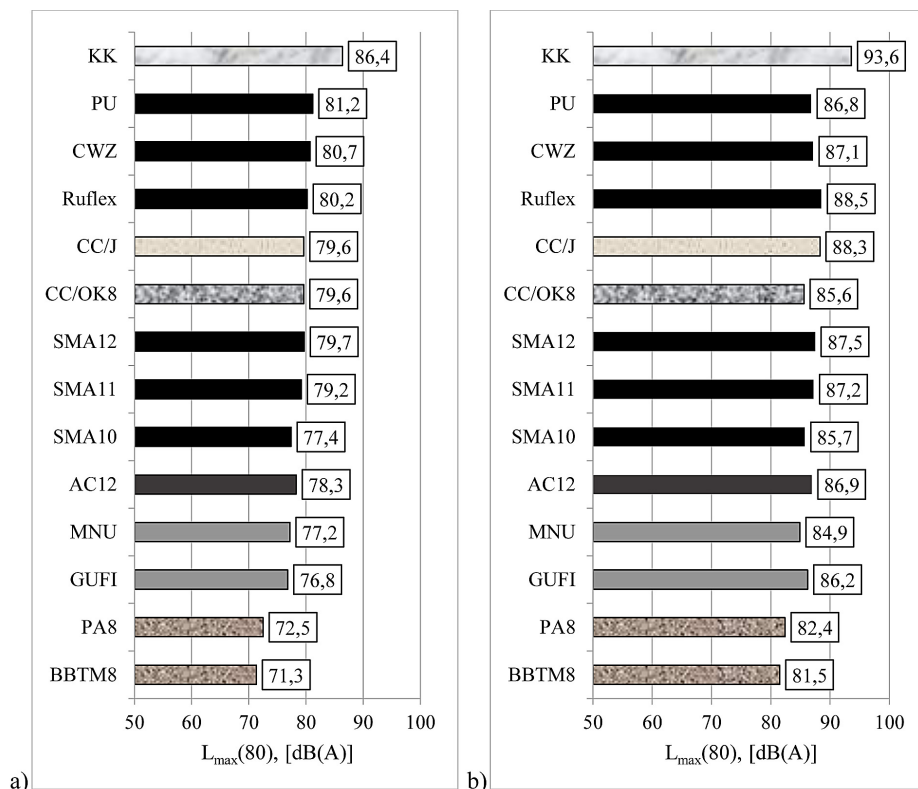 KK 86,4
PU 81,2
CWZ 80,7
Ruflex 80,2
CC/J 79,6
CC/OK8 79,6
SMA12 79,7
SMA11 79,2
SMA10 77,4
AC12 78,3
MNU 77,2
GUFI 76,8
PA8 72,5
BBTM8 71,3
50 60 70 80 90 100
Lmax(80), [dB(A)]
a)
KK 93,6
PU 86,8
CWZ 87,1
Ruflex 88,5
CC/J 88,3
CC/OK8 85,6
SMA12 87,5
SMA11 87,2
SMA10 85,7
AC12 86,9
MNU 84,9
GUFI 86,2
PA8 82,4
BBTM8 81,5
50 60 70 80 90 100
Lmax(80), [dB(A)]
b)